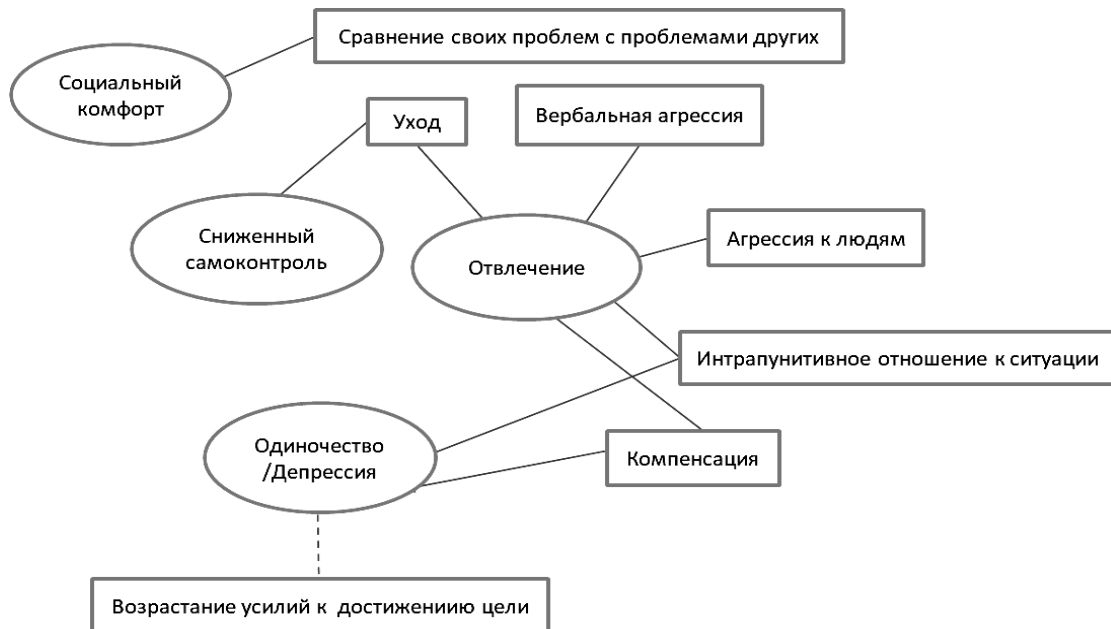 Сравнение своих проблем с проблемами других
Социальный
комфорт
Уход
Вербальная агрессия
Сниженный
самоконтроль
Отвлечение
Агрессия к людям
Интрапунитивное отношение к ситуации
Одиночество
/Депрессия
Компенсация
Возрастание усилий к достижениию цели